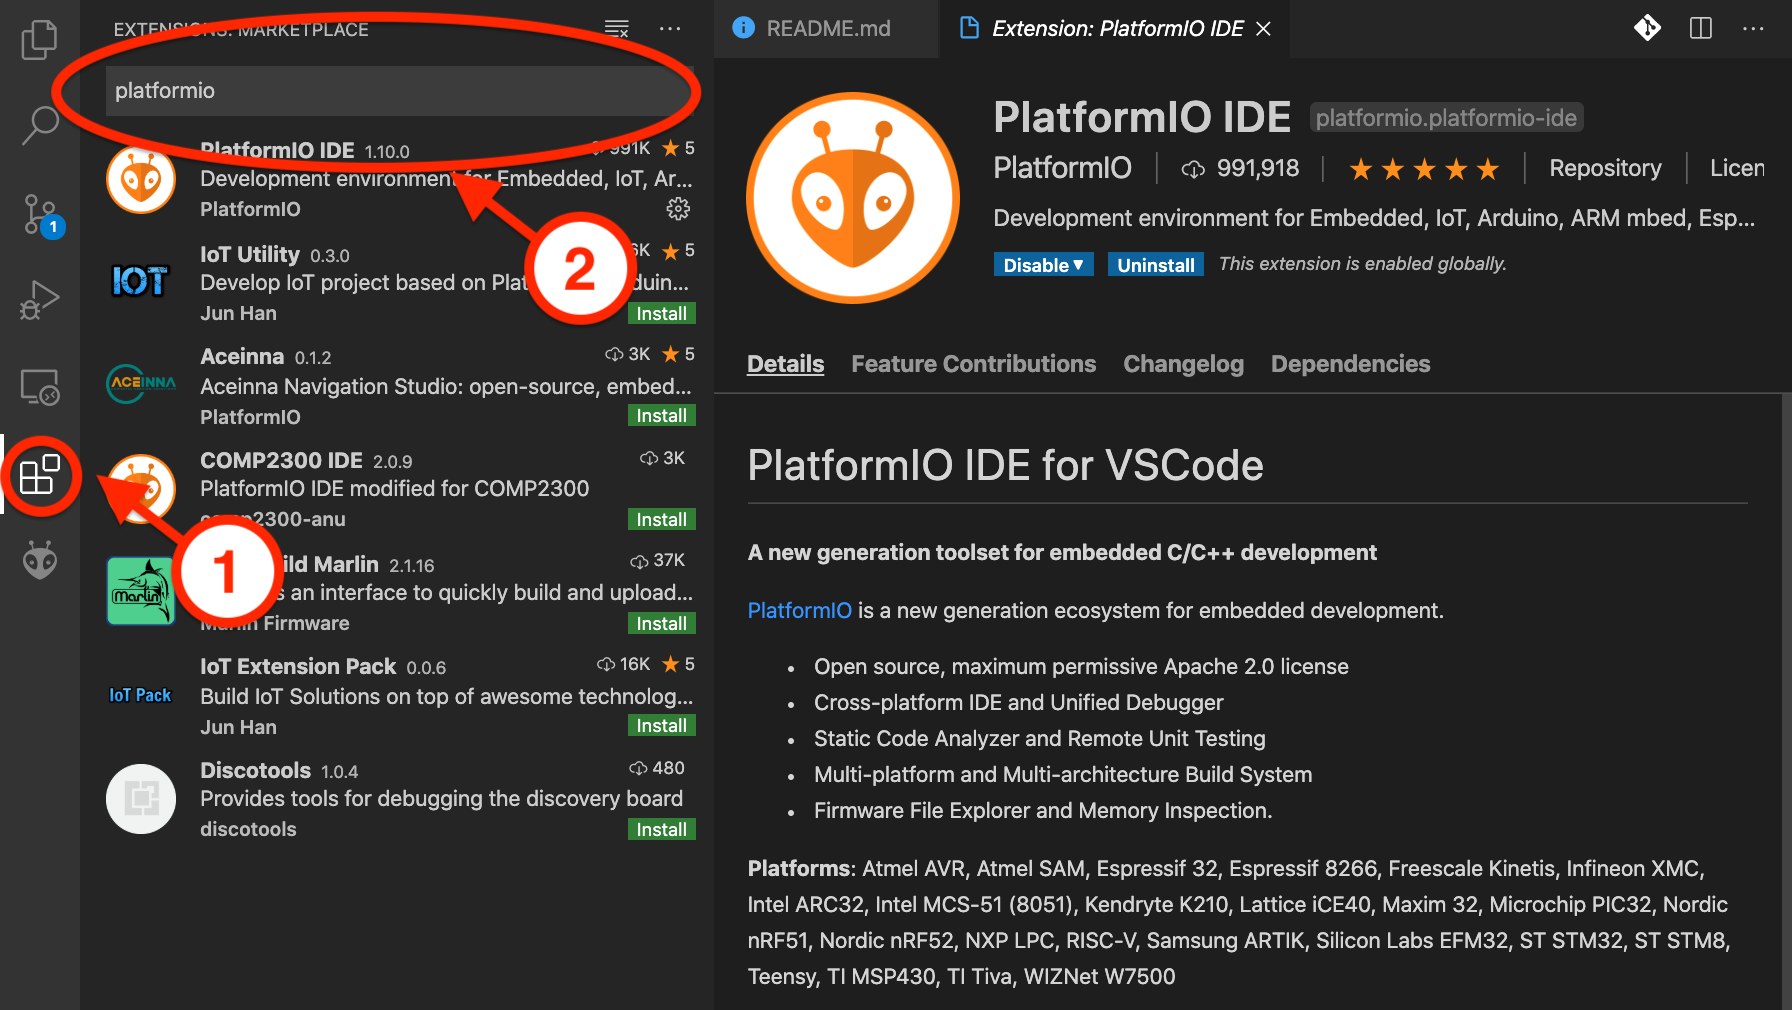 EXTENSIONS: MARKETPLACE
platformio
PlatformIO IDE 1.10.0 991K ★ 5
Development environment for Embedded, IoT, Ar...
PlatformIO
IOT
IoT Utility 0.3.0 6K ★ 5
Develop IoT project based on Plat duin...
Jun Han Install
ACEINNA
Aceinna 0.1.2 3K ★ 5
Aceinna Navigation Studio: open-source, embed...
PlatformIO Install
COMP2300 IDE 2.0.9 3K
PlatformIO IDE modified for COMP2300
comp2300-anu Install
Marlin
ild Marlin 2.1.16 37K
s an interface to quickly build and upload...
Marlin Firmware Install
IoT Pack
IoT Extension Pack 0.0.6 16K ★ 5
Build IoT Solutions on top of awesome technolog...
Jun Han Install
Discotools 1.0.4 480
Provides tools for debugging the discovery board
discotools Install
1
1
2
README.md
Extension: PlatformIO IDE
PlatformIO IDE platformio.platformio-ide
PlatformIO 991,918 ★★★★★ Repository Licen
Development environment for Embedded, IoT, Arduino, ARM mbed, Esp...
Disable ▾ Uninstall This extension is enabled globally.
Details Feature Contributions Changelog Dependencies
PlatformIO IDE for VSCode
A new generation toolset for embedded C/C++ development
PlatformIO is a new generation ecosystem for embedded development.
• Open source, maximum permissive Apache 2.0 license
• Cross-platform IDE and Unified Debugger
• Static Code Analyzer and Remote Unit Testing
• Multi-platform and Multi-architecture Build System
• Firmware File Explorer and Memory Inspection.
Platforms: Atmel AVR, Atmel SAM, Espressif 32, Espressif 8266, Freescale Kinetis, Infineon XMC,
Intel ARC32, Intel MCS-51 (8051), Kendryte K210, Lattice iCE40, Maxim 32, Microchip PIC32, Nordic
nRF51, Nordic nRF52, NXP LPC, RISC-V, Samsung ARTIK, Silicon Labs EFM32, ST STM32, ST STM8,
Teensy, TI MSP430, TI Tiva, WIZNet W7500